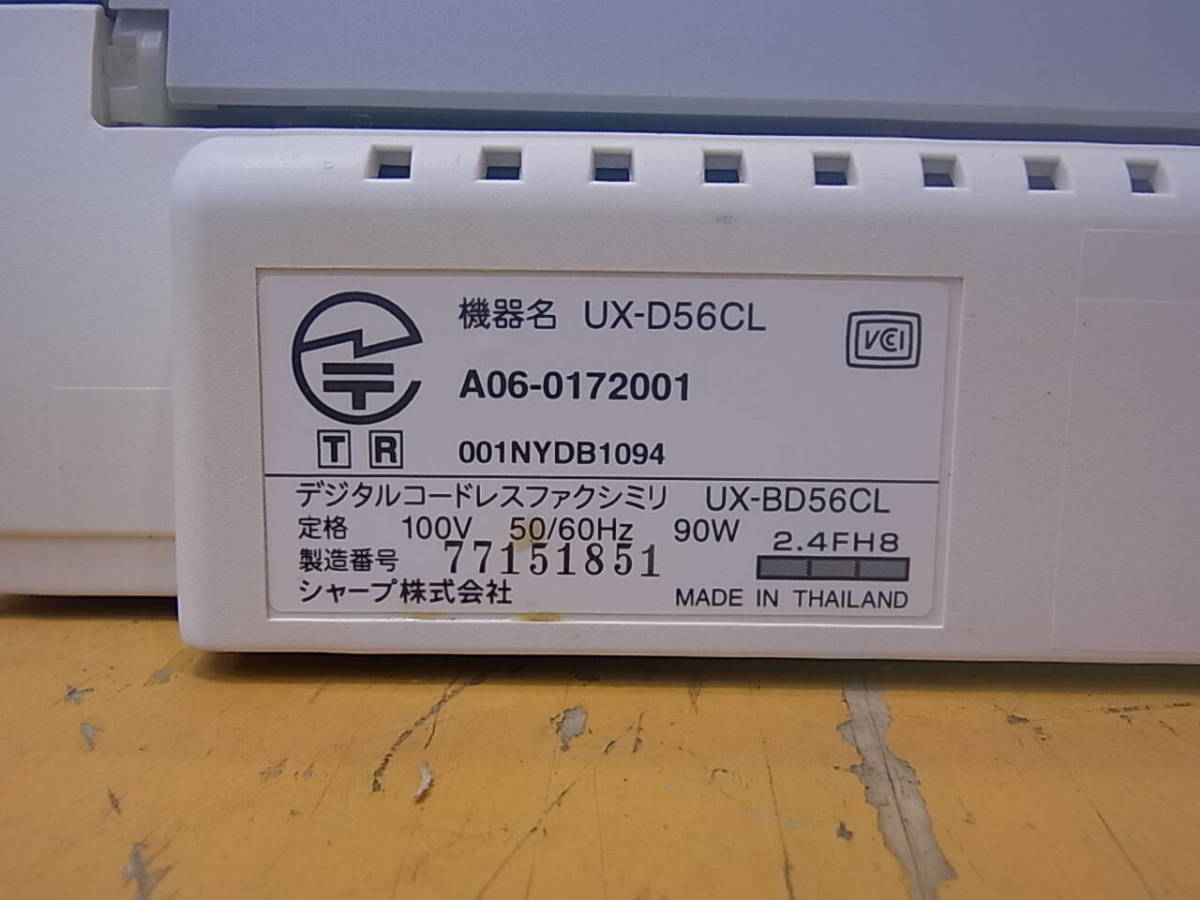 機器名 UX-D56CL
VCCI
A06-0172001
T R 001NYDB1094
デジタルコードレスファクシミリ UX-BD56CL
定格 100V 50/60Hz 90W
2.4FH8
製造番号 77151851
シャープ株式会社 MADE IN THAILAND